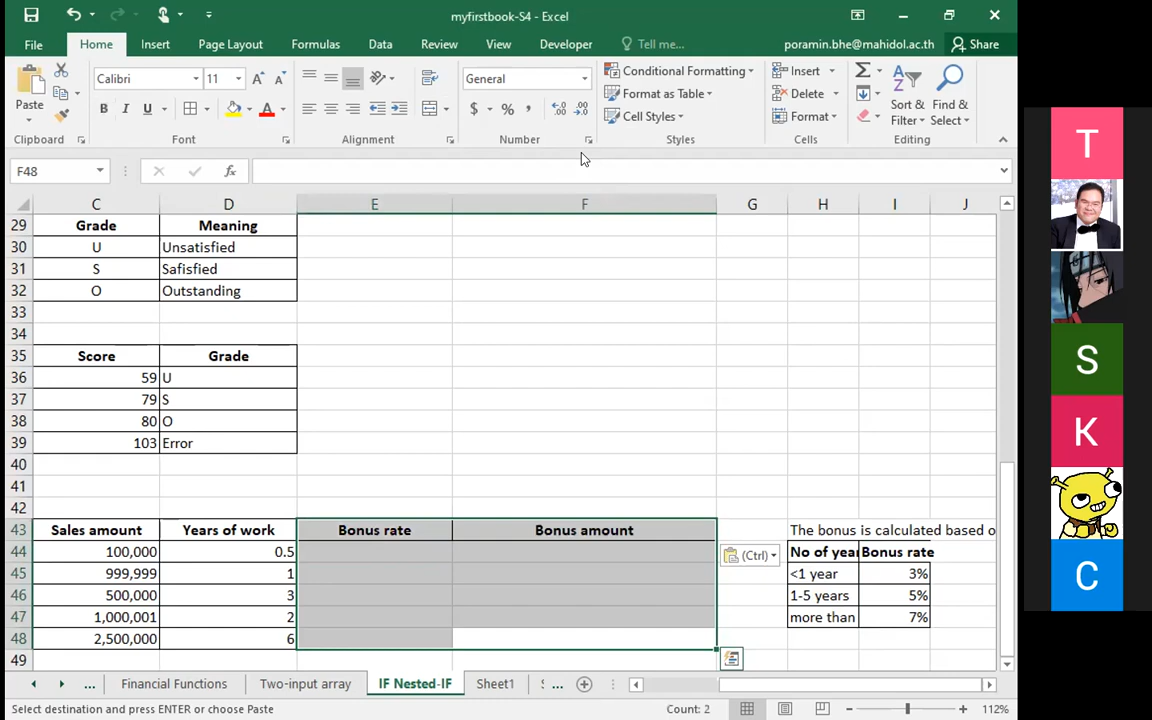 myfirstbook-S4 - Excel
File Home Insert Page Layout Formulas Data Review View Developer Tell me... poramin.bhe@mahidol.ac.th Share
Paste
Calibri 11
B I U
General
$ % ,
Conditional Formatting
Format as Table
Cell Styles
Insert
Delete
Format
Sort & Filter
Find & Select
Clipboard Font Alignment Number Styles Cells Editing
F48
C D E F G H I J
29 Grade Meaning
30 U Unsatisfied
31 S Safisfied
32 O Outstanding
33
34
35 Score Grade
36 59 U
37 79 S
38 80 O
39 103 Error
40
41
42
43 Sales amount Years of work Bonus rate Bonus amount The bonus is calculated based o
44 100,000 0.5 (Ctrl) No of yea Bonus rate
45 999,999 1 <1 year 3%
46 500,000 3 1-5 years 5%
47 1,000,001 2 more than 7%
48 2,500,000 6
49
... Financial Functions Two-input array IF Nested-IF Sheet1 ...
Select destination and press ENTER or choose Paste Count: 2 112%
T
S
K
C